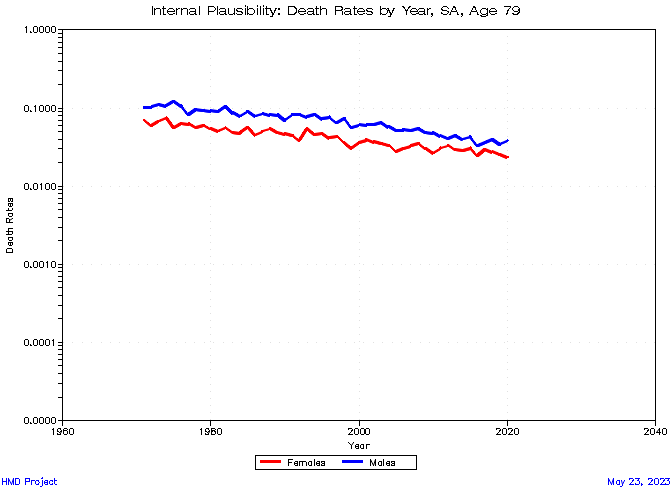 Internal Plausibility: Death Rates by Year, SA, Age 79
1.0000
0.1000
0.0100
0.0010
0.0001
0.0000
Death Rates
1960
1980
2000
2020
2040
Year
Females
Males
HMD Project
May 23, 2023